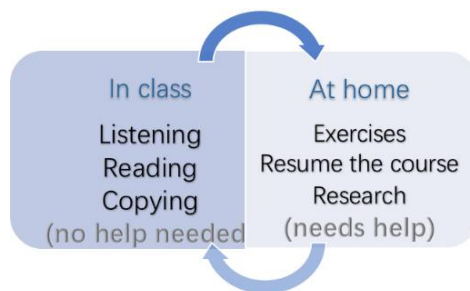 In class
Listening
Reading
Copying
(no help needed
At home
Exercises
Resume the course
Research
(needs help)